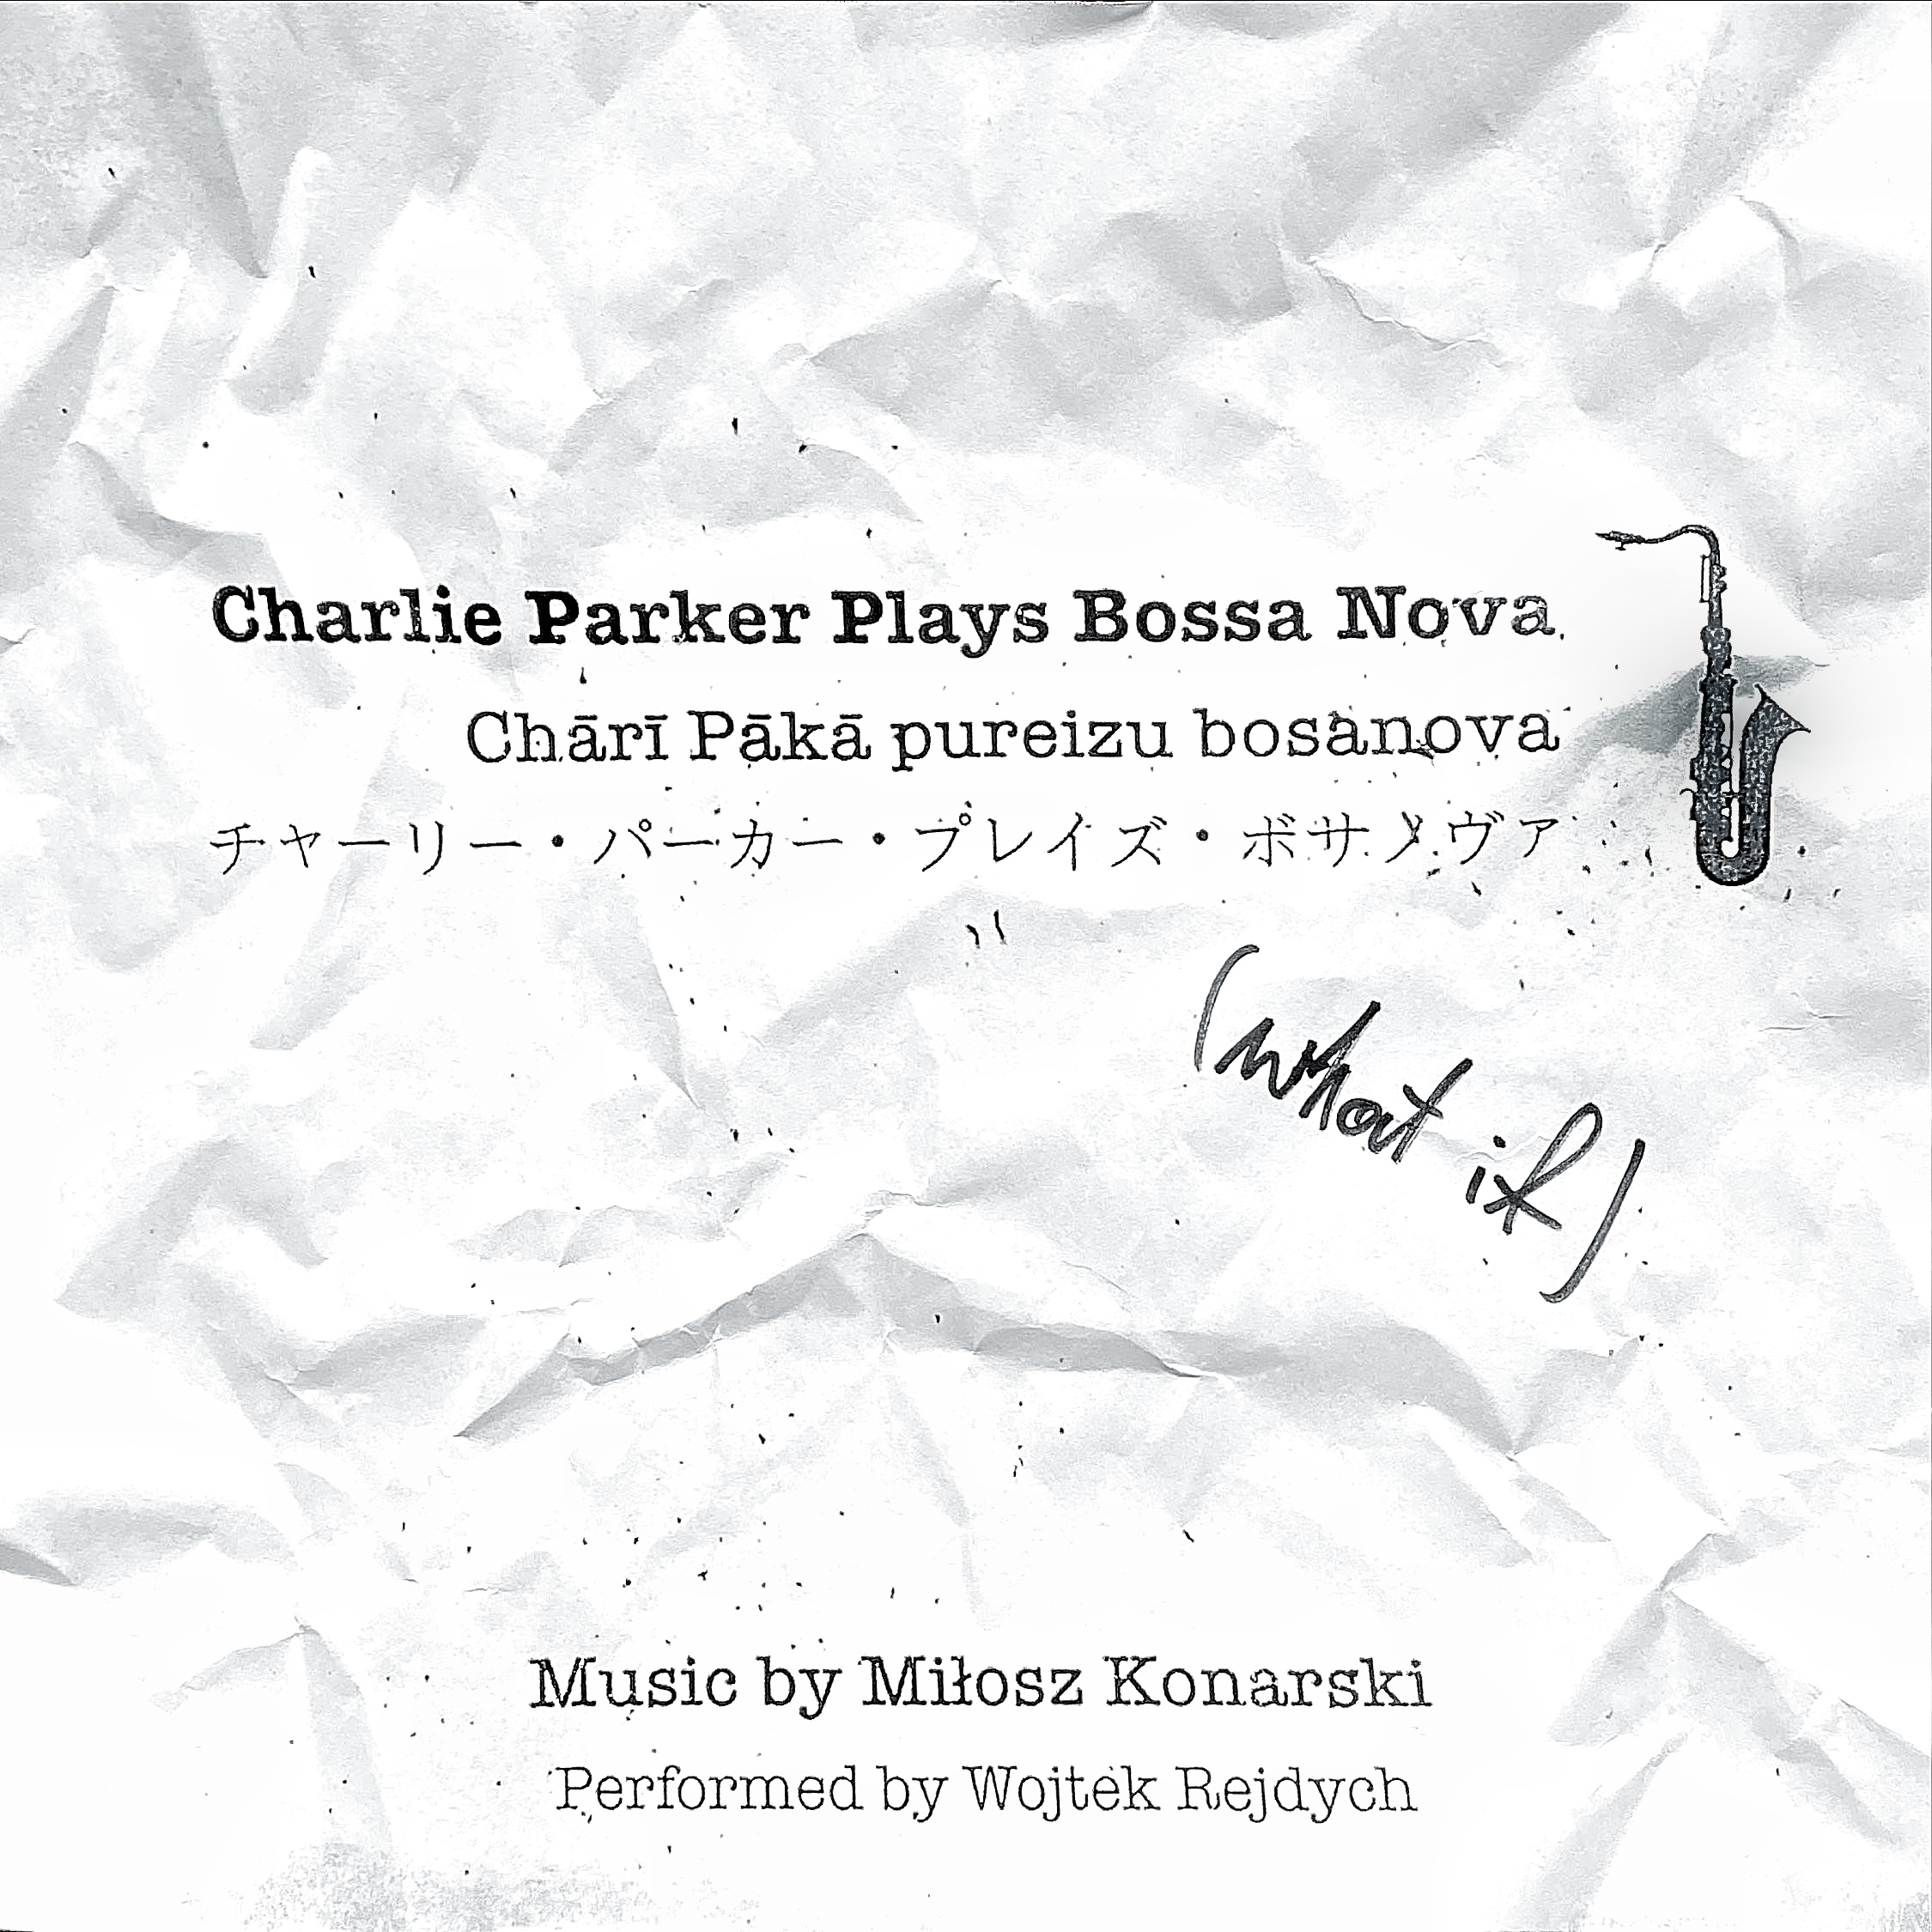 Charlie Parker Plays Bossa Nova
Chārī Pākā pureizu bosanova
チャーリー・パーカー・プレイズ・ボサノヴァ
(what if)
Music by Miłosz Konarski
Performed by Wojtek Rejdych